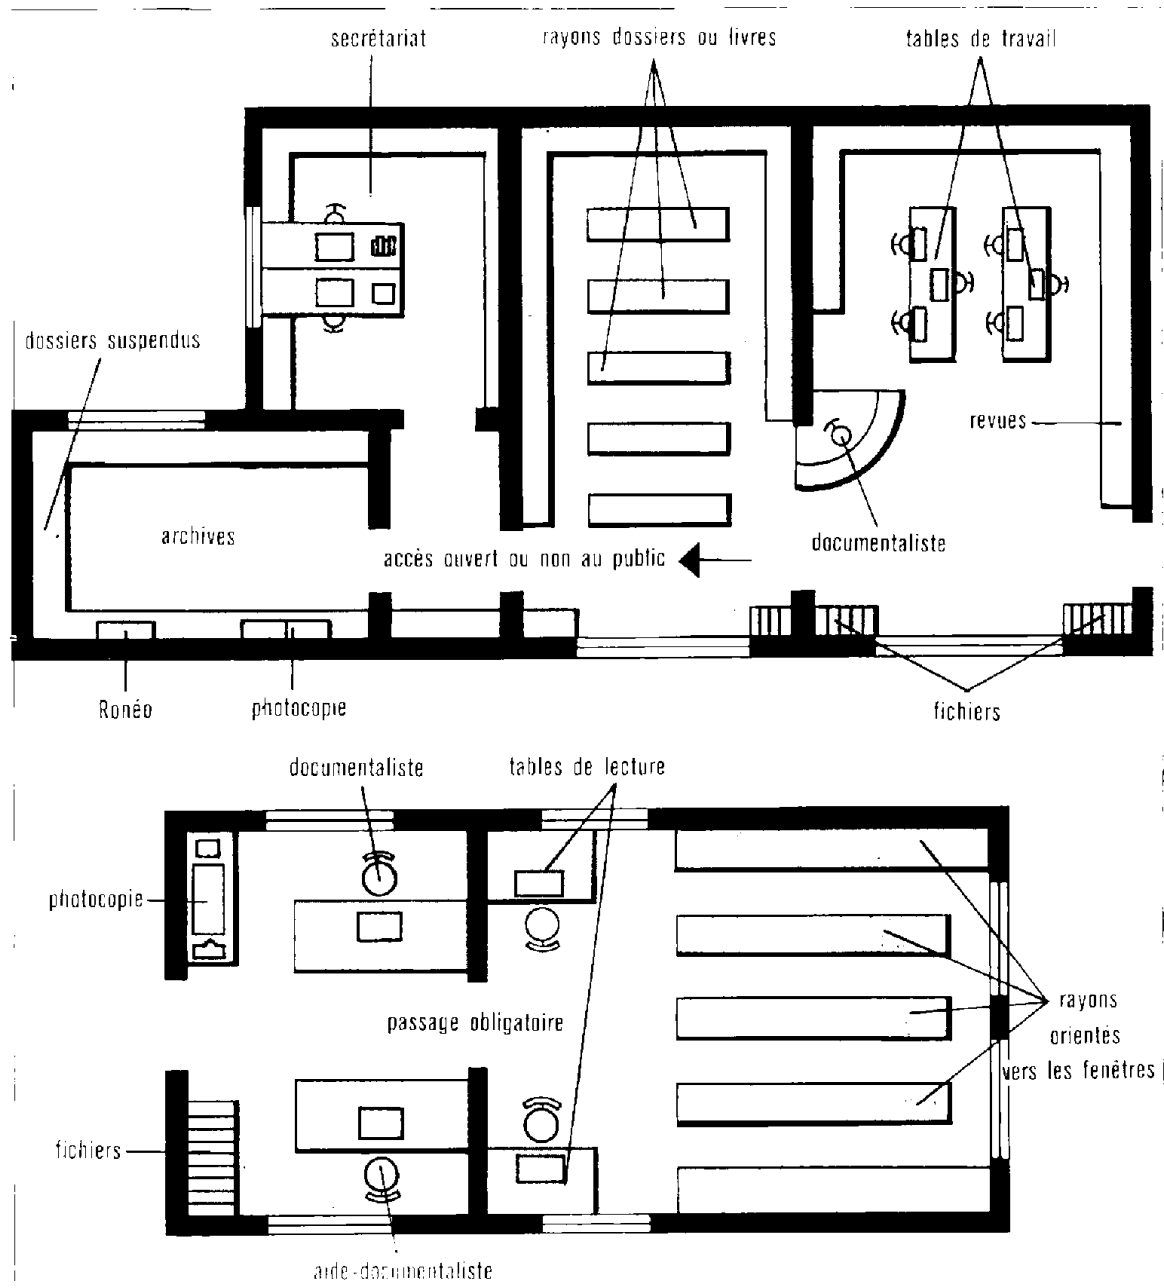 secrétariat
rayons dossiers ou livres
tables de travail
dossiers suspendus
revues
archives
documentaliste
accès ouvert ou non au public
Ronéo
photocopie
fichiers
documentaliste
tables de lecture
photocopie
rayons
orientés
vers les fenêtres
passage obligatoire
fichiers
aide-documentaliste